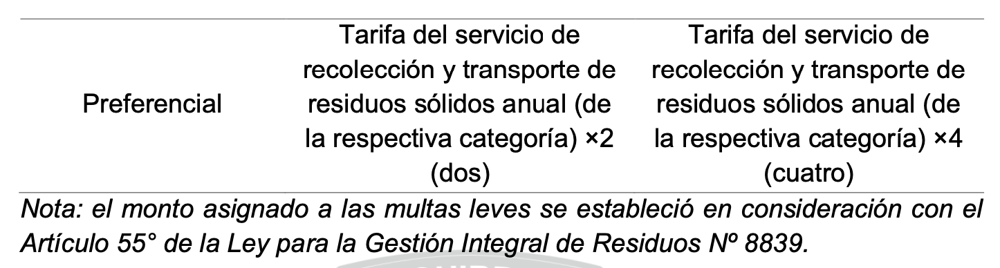 Tarifa del servicio de
recolección y transporte de
residuos sólidos anual (de
la respectiva categoría) ×2
(dos)
Tarifa del servicio de
recolección y transporte de
residuos sólidos anual (de
la respectiva categoría) ×4
(cuatro)
Preferencial
Nota: el monto asignado a las multas leves se estableció en consideración con el
Artículo 55° de la Ley para la Gestión Integral de Residuos Nº 8839.